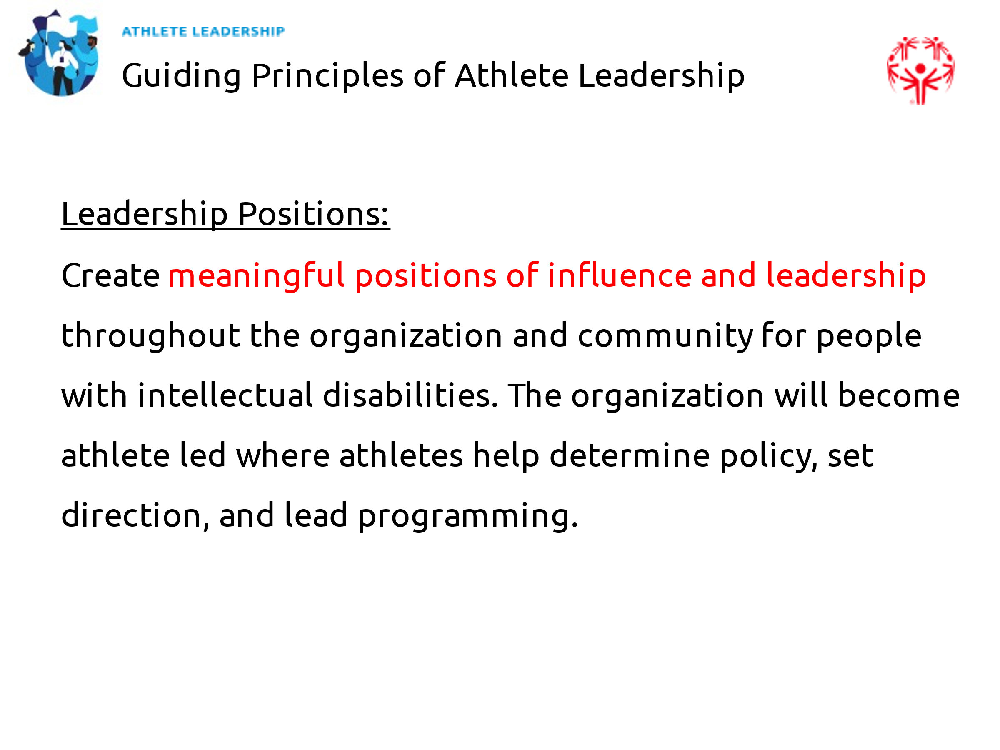 ATHLETE LEADERSHIP
Guiding Principles of Athlete Leadership
Leadership Positions:
Create meaningful positions of influence and leadership
throughout the organization and community for people
with intellectual disabilities. The organization will become
athlete led where athletes help determine policy, set
direction, and lead programming.